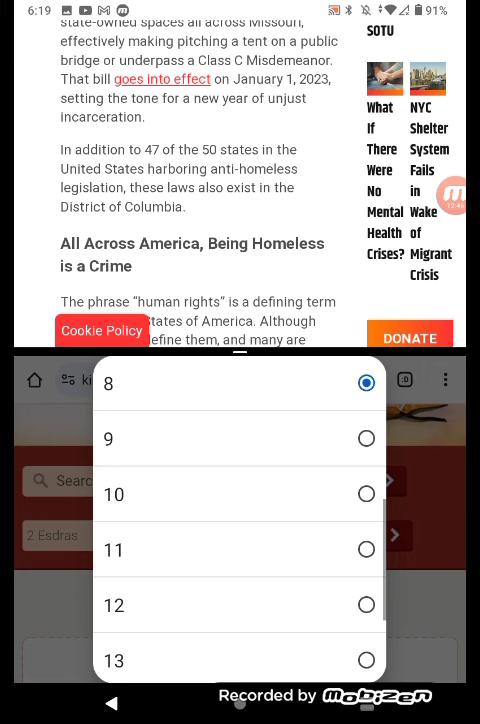 6:19
91%
state-owned spaces all across Missouri,
effectively making pitching a tent on a public
bridge or underpass a Class C Misdemeanor.
That bill goes into effect on January 1, 2023,
setting the tone for a new year of unjust
incarceration.
In addition to 47 of the 50 states in the
United States harboring anti-homeless
legislation, these laws also exist in the
District of Columbia.
All Across America, Being Homeless
is a Crime
The phrase “human rights” is a defining term
States of America. Although
define them, and many are
Cookie Policy
SOTU
What
If
There
Were
No
Mental
Health
Crises?
NYC
Shelter
System
Fails
in
Wake
of
Migrant
Crisis
12:46
DONATE
ki
:D
8
9
10
11
12
13
Searc
2 Esdras
Recorded by mobizen